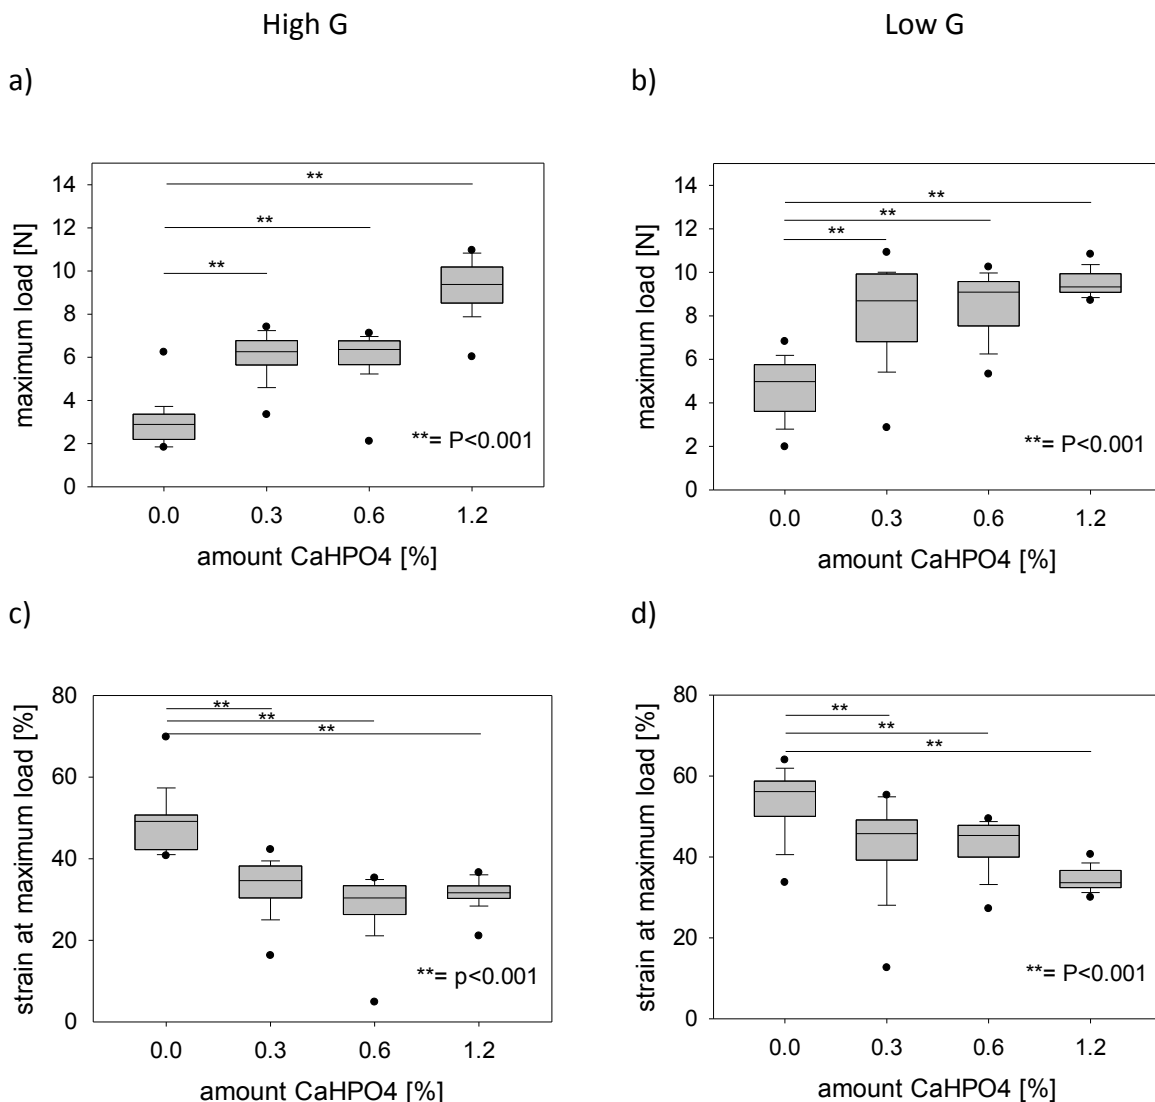 High G
Low G
a)
b)
maximum load [N]
14
12
10
8
6
4
2
0
**
**
**
**= P<0.001
0.0 0.3 0.6 1.2
amount CaHPO4 [%]
maximum load [N]
14
12
10
8
6
4
2
0
**
**
**
**= P<0.001
0.0 0.3 0.6 1.2
amount CaHPO4 [%]
c)
d)
strain at maximum load [%]
80
60
40
20
0
**
**
**
**= p<0.001
0.0 0.3 0.6 1.2
amount CaHPO4 [%]
strain at maximum load [%]
80
60
40
20
0
**
**
**
**= P<0.001
0.0 0.3 0.6 1.2
amount CaHPO4 [%]